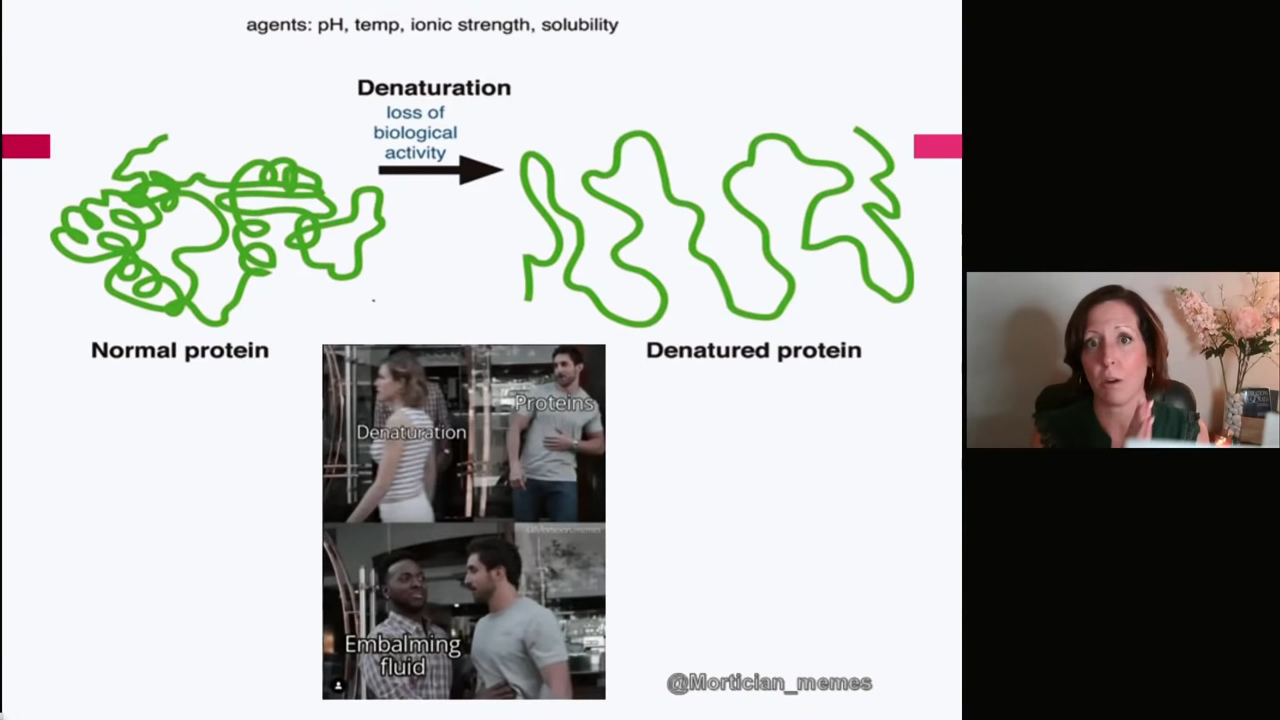 agents: pH, temp, ionic strength, solubility
Denaturation
loss of
biological
activity
Normal protein
Denatured protein
Proteins
Denaturation
Embalming
fluid
@Mortician_memes